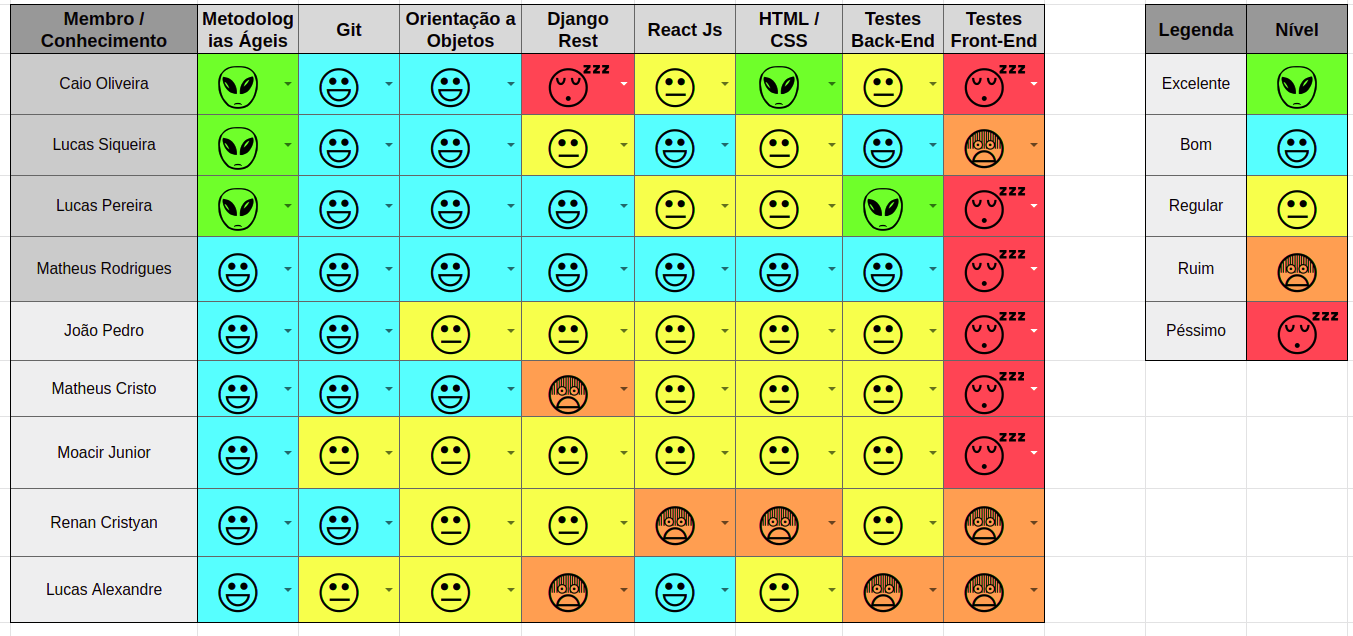 Membro / Conhecimento Metodolog ias Ágeis Git Orientação a Objetos Django Rest React Js HTML / CSS Testes Back-End Testes Front-End Legenda Nível
Caio Oliveira zzz zzz Excelente
Lucas Siqueira Bom
Lucas Pereira zzz Regular
Matheus Rodrigues zzz Ruim
João Pedro zzz Péssimo zzz
Matheus Cristo zzz
Moacir Junior zzz
Renan Cristyan
Lucas Alexandre